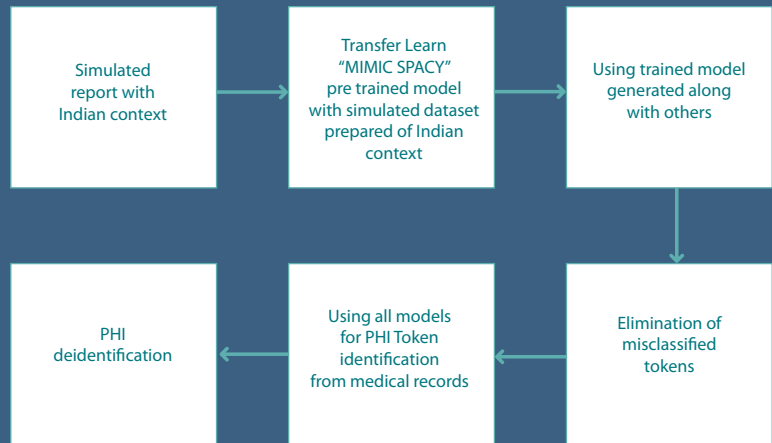 Simulated
report with
Indian context
Transfer Learn
“MIMIC SPACY”
pre trained model
with simulated dataset
prepared of Indian
context
Using trained model
generated along
with others
PHI
deidentification
Using all models
for PHI Token
identification
from medical records
Elimination of
misclassified
tokens